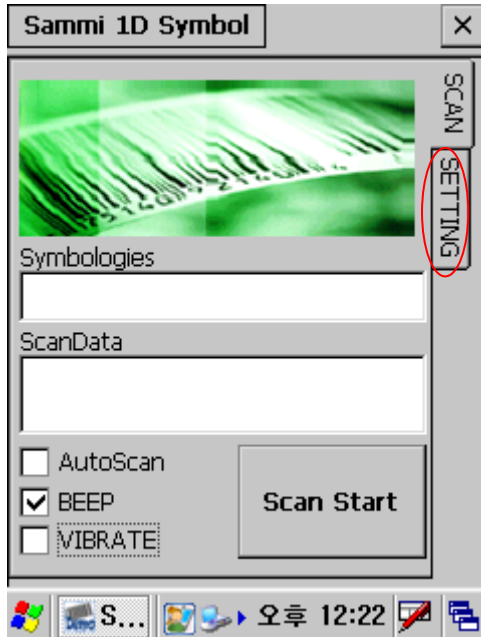 Sammi 1D Symbol
SCAN
SETTING
Symbologies
ScanData
AutoScan
BEEP
VIBRATE
Scan Start
S... 오후 12:22